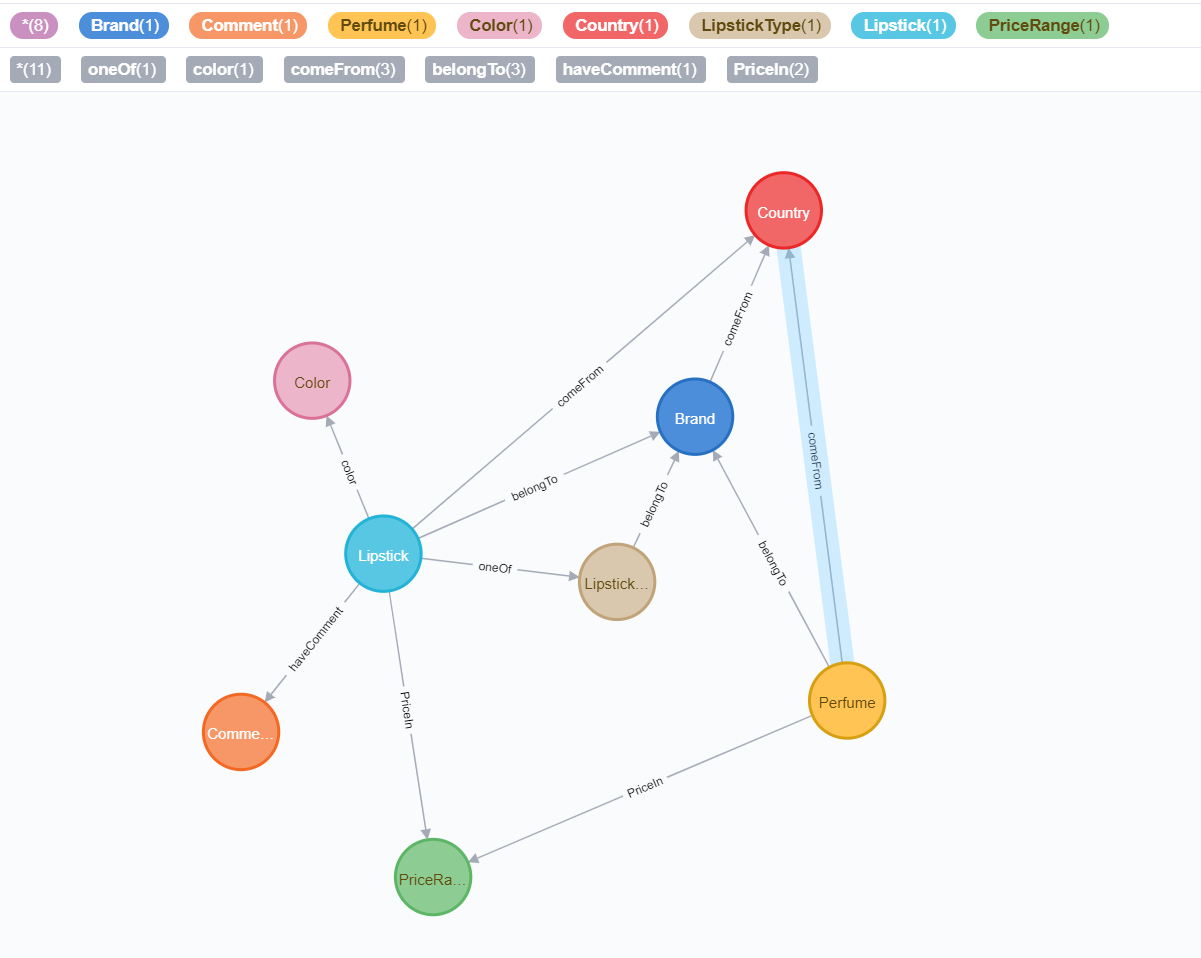 *(8) Brand(1) Comment(1) Perfume(1) Color(1) Country(1) LipstickType(1) Lipstick(1) PriceRange(1)
*(11) oneOf(1) color(1) comeFrom(3) belongTo(3) haveComment(1) PriceIn(2)
Country
comeFrom
Color
comeFrom
Brand
comeFrom
color
belongTo
belongTo
Lipstick
oneOf
Lipstick...
belongTo
haveComment
PriceIn
Perfume
Comme...
PriceIn
PriceRa...